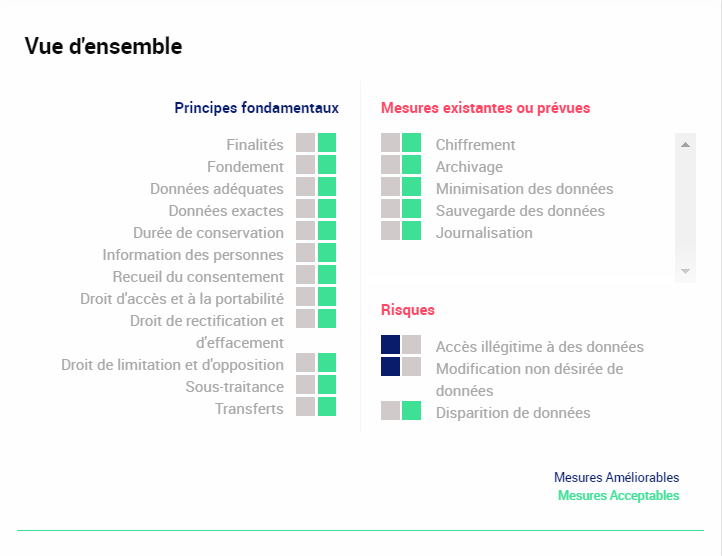 Vue d'ensemble
Principes fondamentaux
Finalités
Fondement
Données adéquates
Données exactes
Durée de conservation
Information des personnes
Recueil du consentement
Droit d'accès et à la portabilité
Droit de rectification et
d'effacement
Droit de limitation et d'opposition
Sous-traitance
Transferts
Mesures existantes ou prévues
Chiffrement
Archivage
Minimisation des données
Sauvegarde des données
Journalisation
Risques
Accès illégitime à des données
Modification non désirée de
données
Disparition de données
Mesures Améliorables
Mesures Acceptables